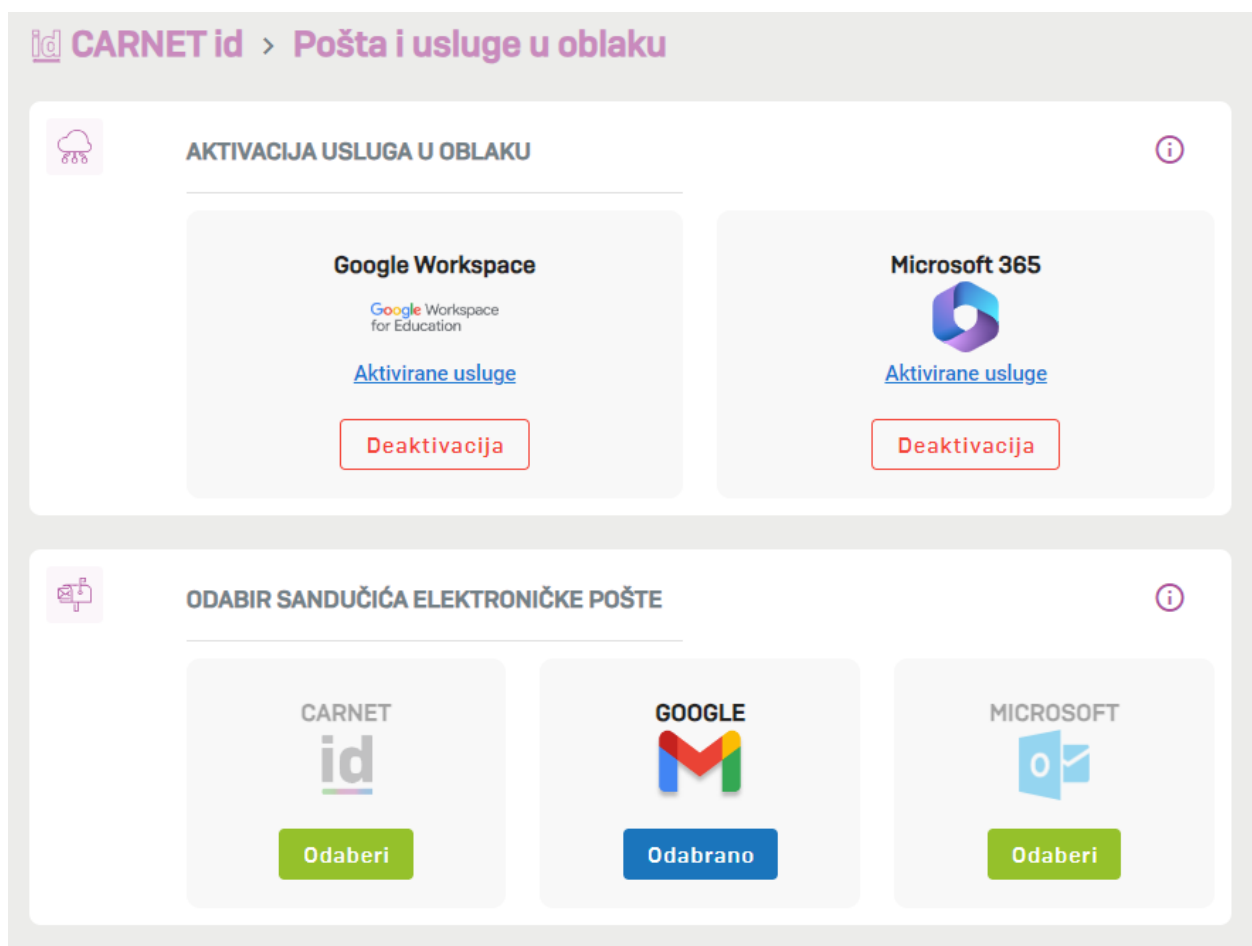 id CARNET id > Pošta i usluge u oblaku
AKTIVACIJA USLUGA U OBLAKU
Google Workspace
Google Workspace
for Education
Aktivirane usluge
Deaktivacija
Microsoft 365
Aktivirane usluge
Deaktivacija
ODABIR SANDUČIĆA ELEKTRONIČKE POŠTE
CARNET
id
Odaberi
GOOGLE
Odabrano
MICROSOFT
O
Odaberi